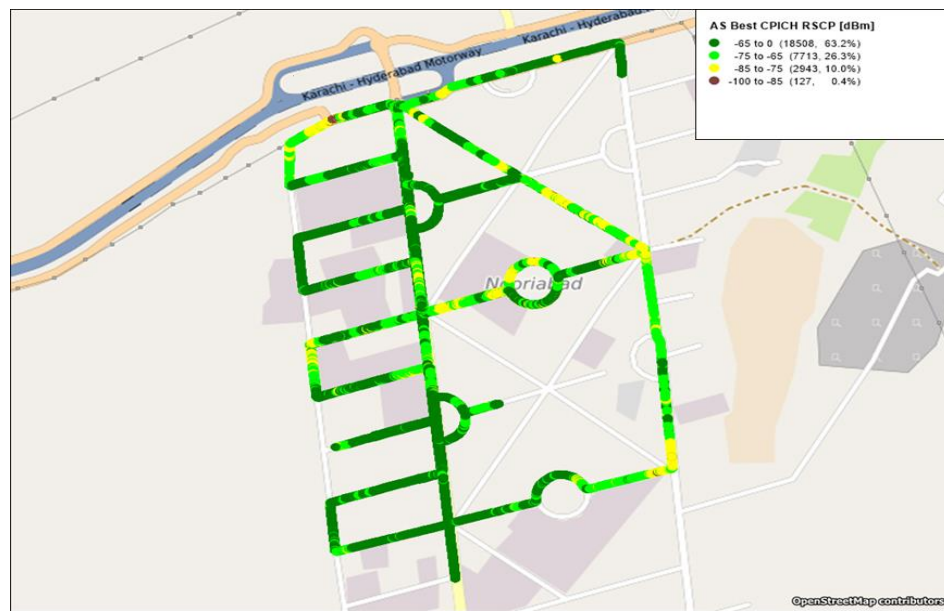 AS Best CPICH RSCP [dBm]
-65 to 0 (18508, 63.2%)
-75 to -65 (7713, 26.3%)
-85 to -75 (2943, 10.0%)
-100 to -85 (127, 0.4%)
Karachi - Hyderabad
Karachi - Hyderabad Motorway
Nooriabad
OpenStreetMap contributors